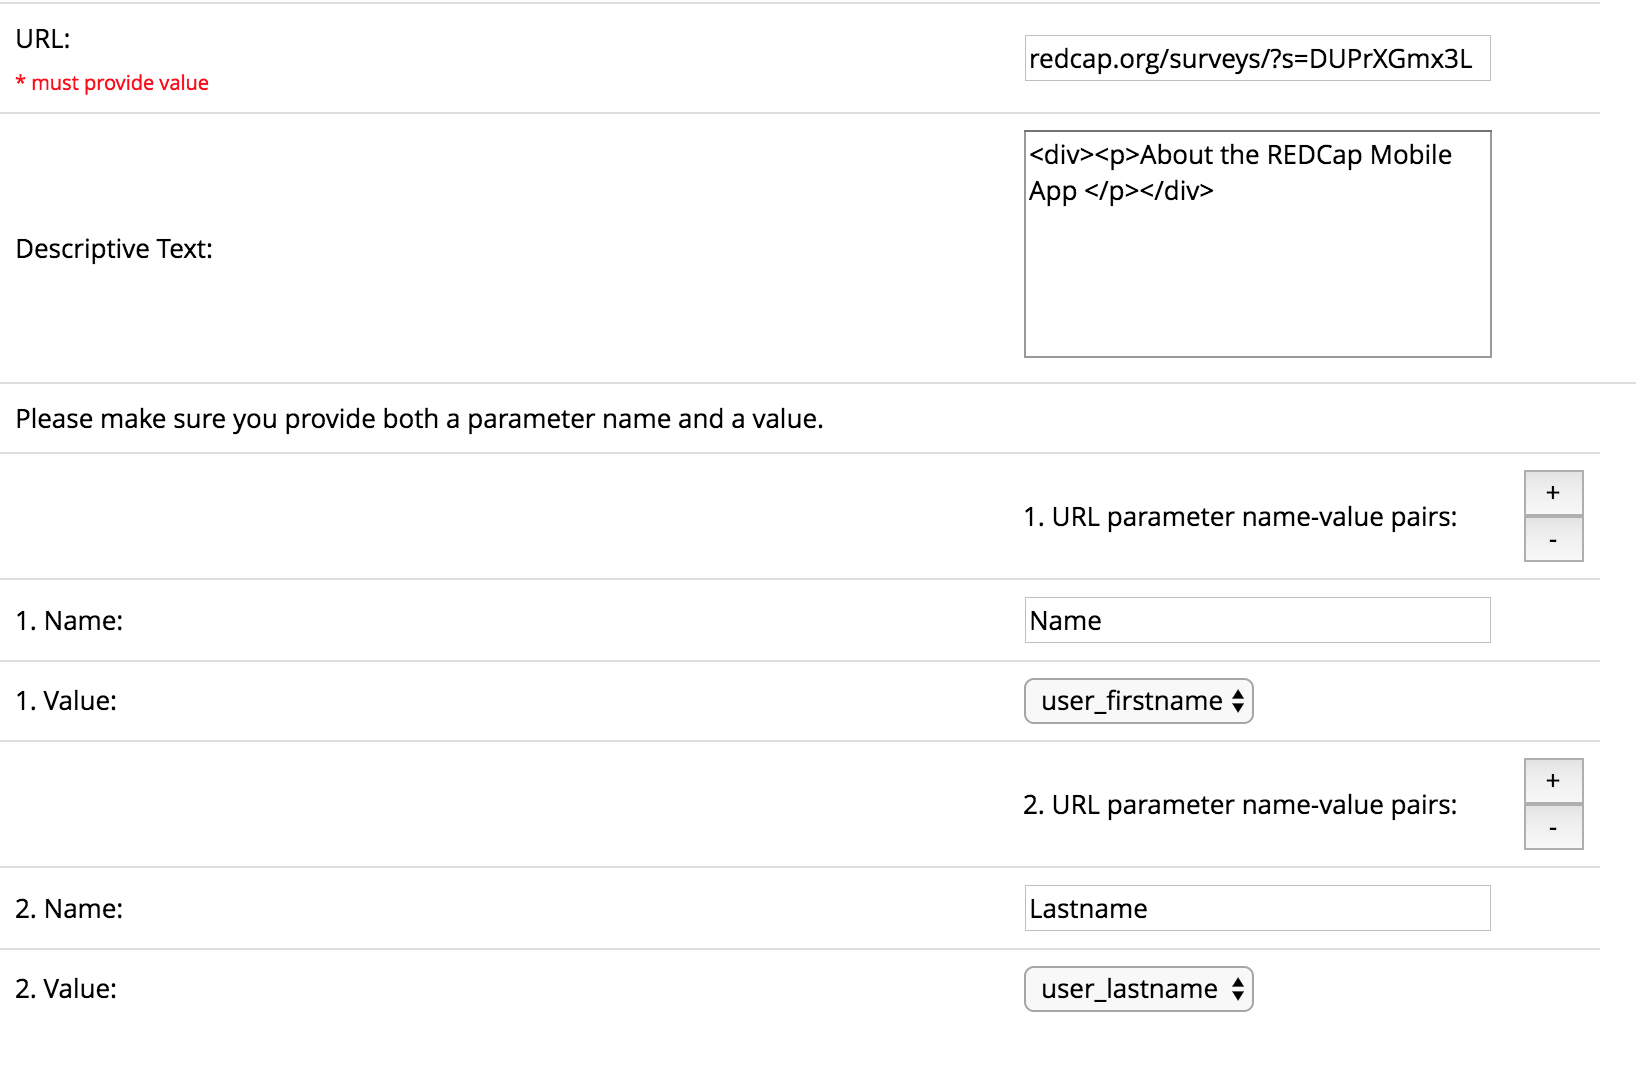 URL:
* must provide value
redcap.org/surveys/?s=DUPrXGmx3L
Descriptive Text:
<div><p>About the REDCap Mobile
App </p></div>
Please make sure you provide both a parameter name and a value.
1. URL parameter name-value pairs:
+
-
1. Name:
Name
1. Value:
user_firstname
2. URL parameter name-value pairs:
+
-
2. Name:
Lastname
2. Value:
user_lastname